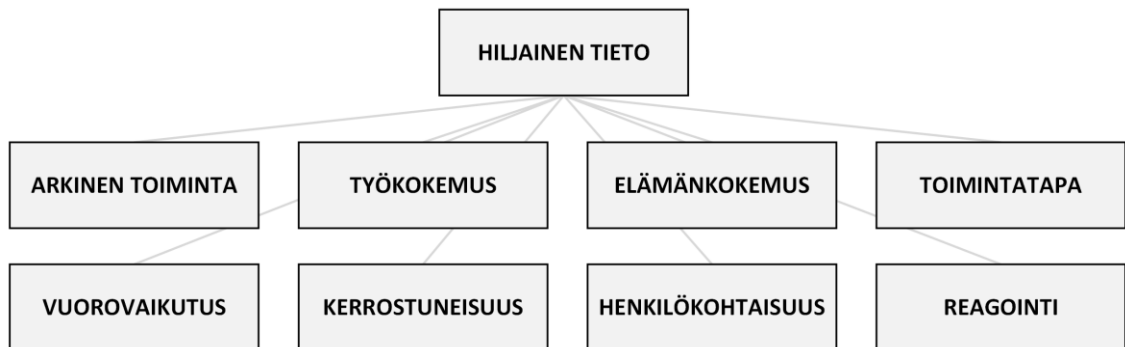 HILJAINEN TIETO
ARKINEN TOIMINTA
TYÖKOKEMUS
ELÄMÄNKOKEMUS
TOIMINTATAPA
VUOROVAIKUTUS
KERROSTUNEISUUS
HENKILÖKOHTAISUUS
REAGOINTI